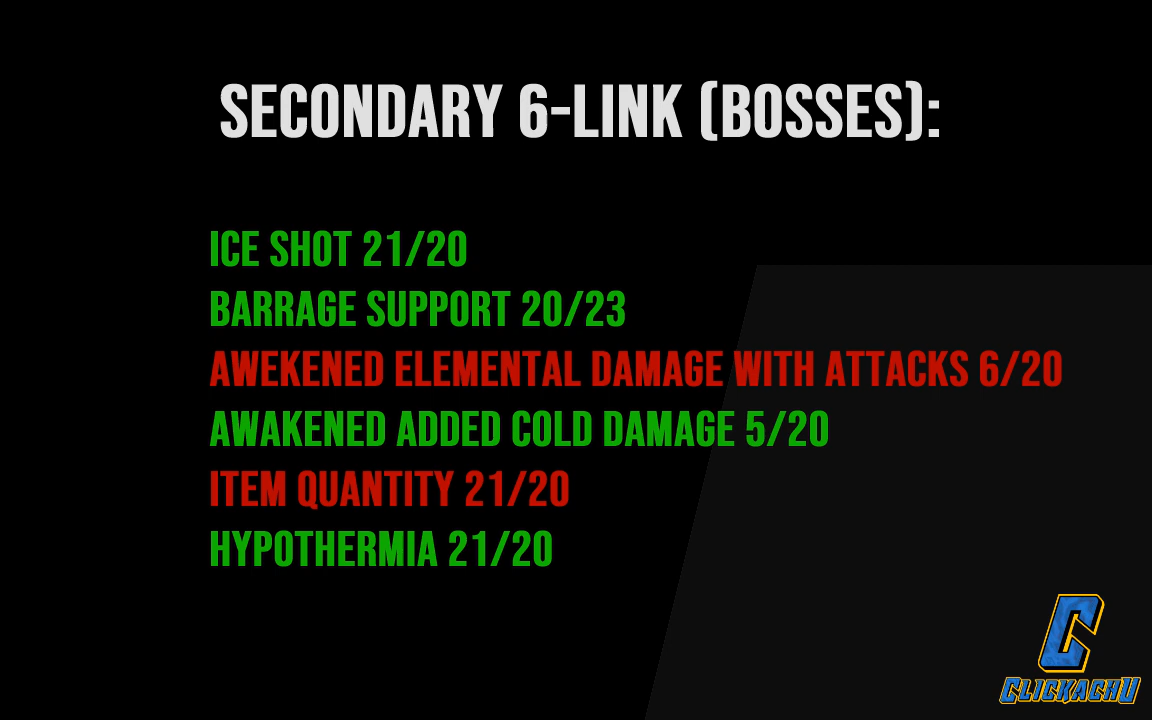 SECONDARY 6-LINK (BOSSES):
ICE SHOT 21/20
BARRAGE SUPPORT 20/23
AWEKENED ELEMENTAL DAMAGE WITH ATTACKS 6/20
AWAKENED ADDED COLD DAMAGE 5/20
ITEM QUANTITY 21/20
HYPOTHERMIA 21/20
C
CLICKACHU